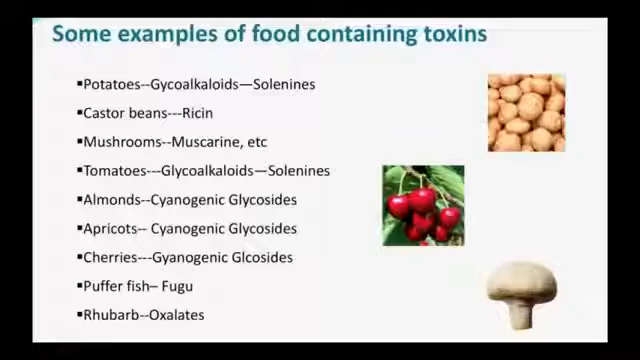 Some examples of food containing toxins
▪Potatoes--Gycoalkaloids—Solenines
▪Castor beans---Ricin
▪Mushrooms--Muscarine, etc
▪Tomatoes---Glycoalkaloids—Solenines
▪Almonds--Cyanogenic Glycosides
▪Apricots-- Cyanogenic Glycosides
▪Cherries---Gyanogenic Glcosides
▪Puffer fish– Fugu
▪Rhubarb--Oxalates